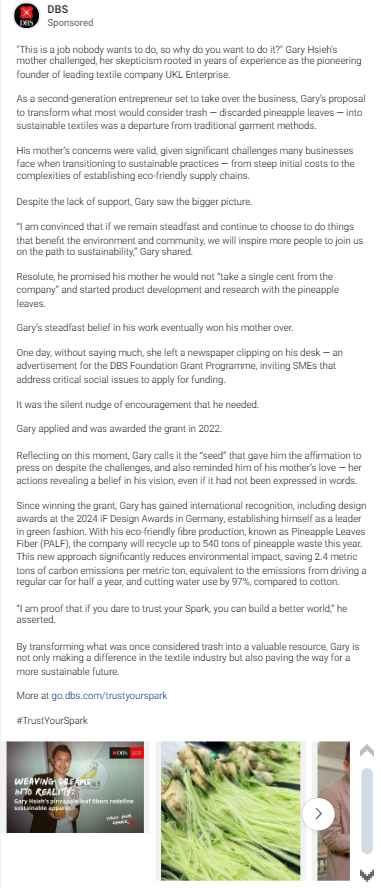 DBS
Sponsored
"This is a job nobody wants to do, so why do you want to do it?" Gary Hsieh's
mother challenged, her skepticism rooted in years of experience as the pioneering
founder of leading textile company UKL Enterprise.
As a second-generation entrepreneur set to take over the business, Gary's proposal
to transform what most would consider trash — discarded pineapple leaves — into
sustainable textiles was a departure from traditional garment methods.
His mother's concerns were valid, given significant challenges many businesses
face when transitioning to sustainable practices — from steep initial costs to the
complexities of establishing eco-friendly supply chains.
Despite the lack of support, Gary saw the bigger picture.
"I am convinced that if we remain steadfast and continue to choose to do things
that benefit the environment and community, we will inspire more people to join us
on the path to sustainability," Gary shared.
Resolute, he promised his mother he would not "take a single cent from the
company" and started product development and research with the pineapple
leaves.
Gary's steadfast belief in his work eventually won his mother over.
One day, without saying much, she left a newspaper clipping on his desk — an
advertisement for the DBS Foundation Grant Programme, inviting SMEs that
address critical social issues to apply for funding.
It was the silent nudge of encouragement that he needed.
Gary applied and was awarded the grant in 2022.
Reflecting on this moment, Gary calls it the "seed" that gave him the affirmation to
press on despite the challenges, and also reminded him of his mother's love — her
actions revealing a belief in his vision, even if it had not been expressed in words.
Since winning the grant, Gary has gained international recognition, including design
awards at the 2024 iF Design Awards in Germany, establishing himself as a leader
in green fashion. With his eco-friendly fibre production, known as Pineapple Leaves
Fiber (PALF), the company will recycle up to 540 tons of pineapple waste this year.
This new approach significantly reduces environmental impact, saving 2.4 metric
tons of carbon emissions per metric ton, equivalent to the emissions from driving a
regular car for half a year, and cutting water use by 97%, compared to cotton.
"I am proof that if you dare to trust your Spark, you can build a better world," he
asserted.
By transforming what was once considered trash into a valuable resource, Gary is
not only making a difference in the textile industry but also paving the way for a
more sustainable future.
More at go.dbs.com/trustyourspark
#TrustYourSpark
DBS
WEAVING DREAMS
INTO REALITY:
Gary Hsieh's pineapple leaf fibers redefine
sustainable apparel
TRUST YOUR
SPARK